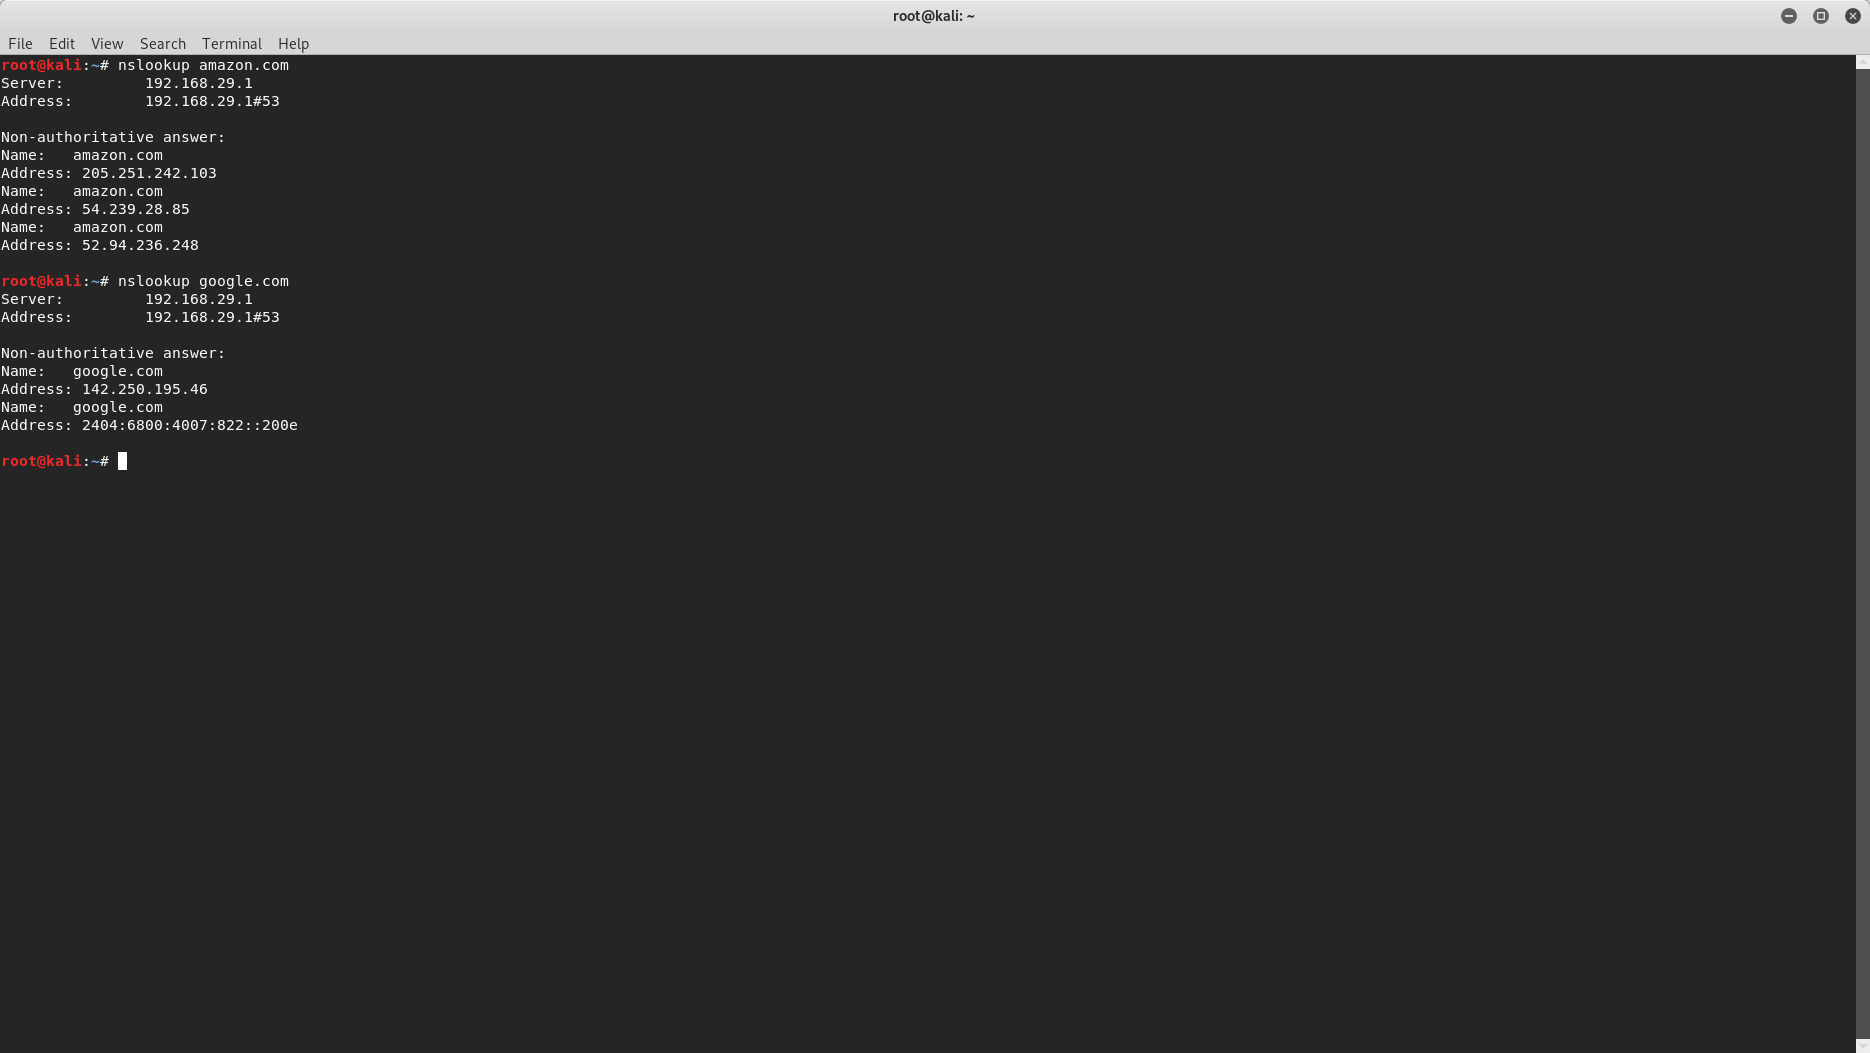 root@kali: ~
File Edit View Search Terminal Help
root@kali:~# nslookup amazon.com
Server:         192.168.29.1
Address:        192.168.29.1#53
Non-authoritative answer:
Name:   amazon.com
Address: 205.251.242.103
Name:   amazon.com
Address: 54.239.28.85
Name:   amazon.com
Address: 52.94.236.248
root@kali:~# nslookup google.com
Server:         192.168.29.1
Address:        192.168.29.1#53
Non-authoritative answer:
Name:   google.com
Address: 142.250.195.46
Name:   google.com
Address: 2404:6800:4007:822::200e
root@kali:~#